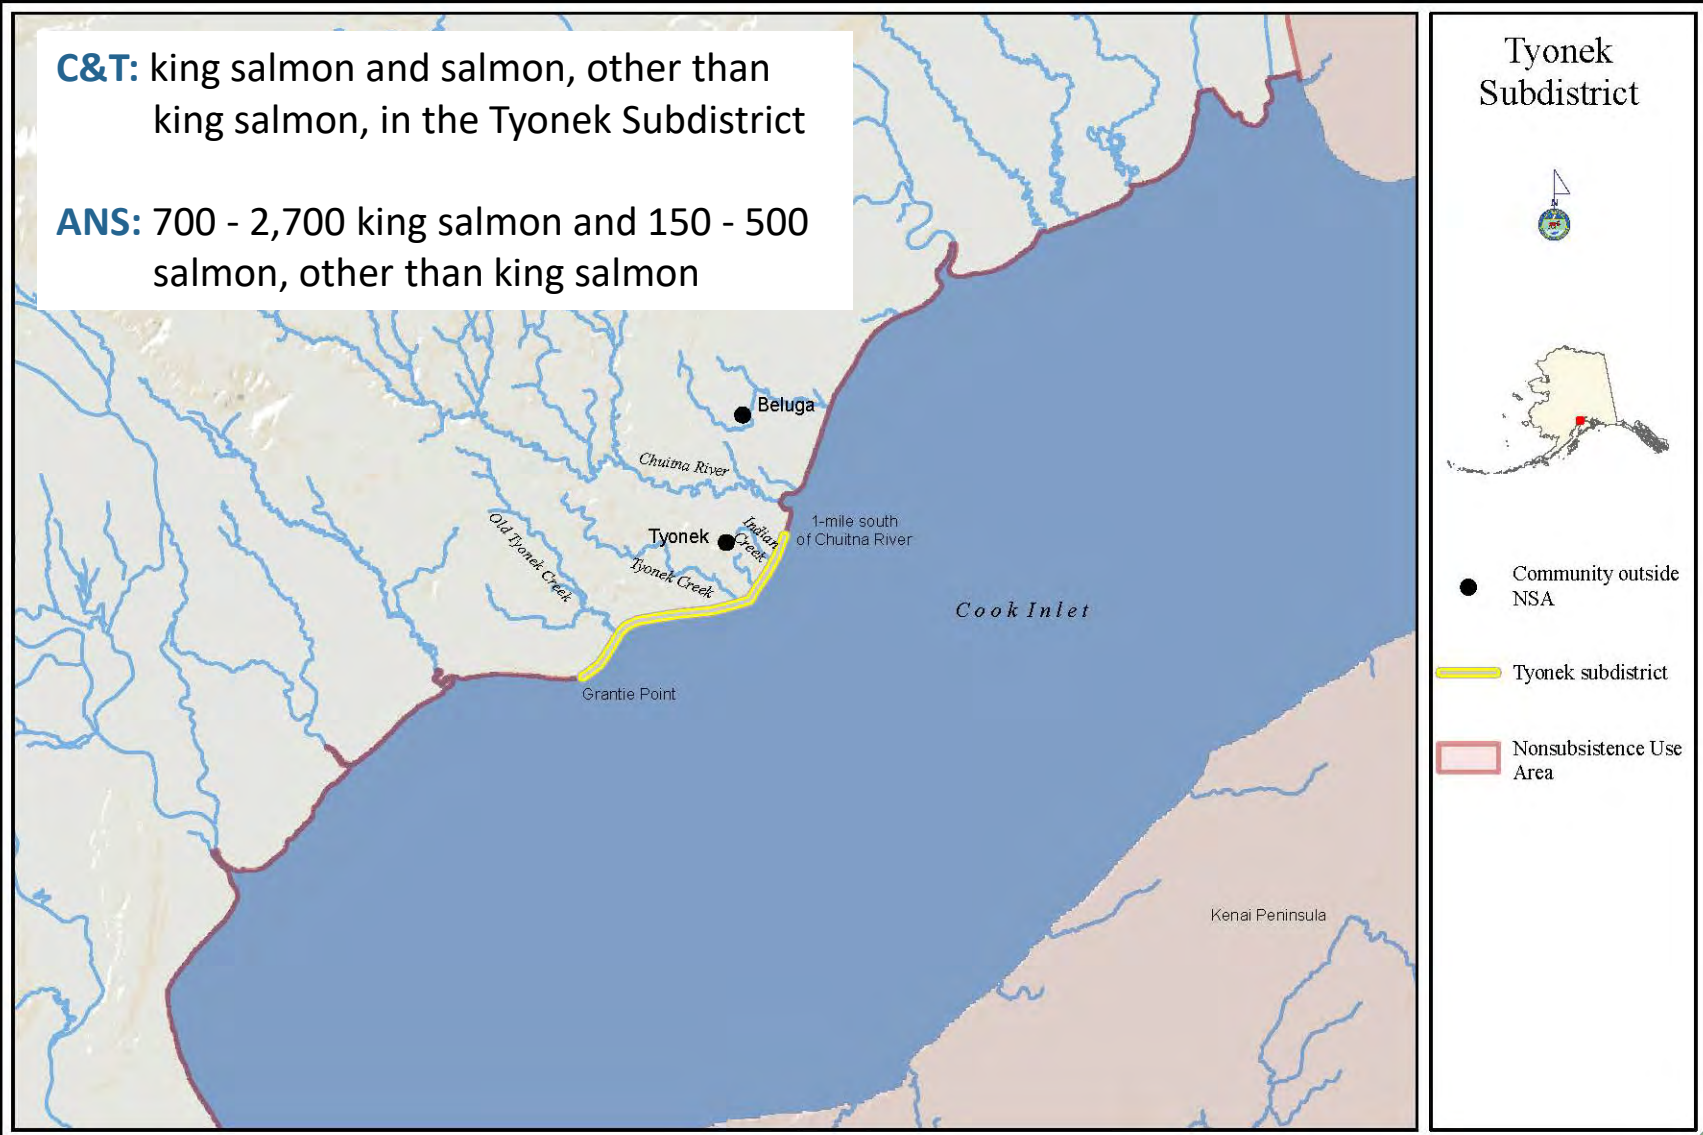 C&T: king salmon and salmon, other than
king salmon, in the Tyonek Subdistrict
ANS: 700 - 2,700 king salmon and 150 - 500
salmon, other than king salmon
Beluga
Chuitna River
1-mile south
of Chuitna River
Tyonek
Indian
Creek
Old Tyonek Creek
Tyonek Creek
Cook Inlet
Grantie Point
Kenai Peninsula
Tyonek
Subdistrict
N
Community outside
NSA
Tyonek subdistrict
Nonsubsistence Use
Area